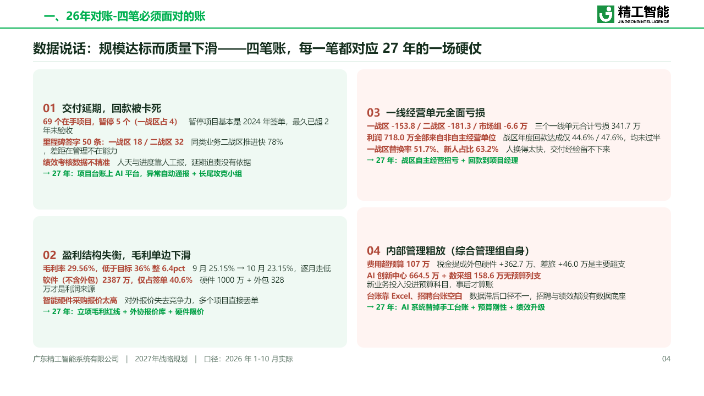 一、26年对账-四笔必须面对的账
精工智能
JINGGONGINTELLIGENCE
数据说话：规模达标而质量下滑——四笔账，每一笔都对应 27 年的一场硬仗
01 交付延期，回款被卡死
69 个在手项目，暂停 5 个（一战区占 4） 暂停项目基本是 2024 年签单，最久已超 2
年未验收
里程碑签字 50 条：一战区 18 / 二战区 32 同类业务二战区推进快 78%
，差距在管理不在能力
绩效考核数据不精准 人天与进度靠人工报，延期追责没有依据
→ 27 年：项目台账上 AI 平台，异常自动通报 + 长尾攻克小组
02 盈利结构失衡，毛利单边下滑
毛利率 29.56%，低于目标 36% 整 6.4pct 9 月 25.15% → 10 月 23.15%，逐月走低
软件（不含外包）2387 万，仅占签单 40.6% 硬件 1000 万 + 外包 328
万才是利润来源
智能硬件采购报价太高 对外报价失去竞争力，多个项目直接丢单
→ 27 年：立项毛利红线 + 外协报价库 + 硬件限价
03 一线经营单元全面亏损
一战区 -153.8 / 二战区 -181.3 / 市场组 -6.6 万 三个一线单元合计亏损 341.7 万
利润 718.0 万全部来自非自主经营单位 战区年度回款达成仅 44.6% / 47.6%，均未过半
一战区替换率 51.7%、新人占比 63.2% 人换得太快，交付经验留不下来
→ 27 年：战区自主经营扭亏 + 回款到项目经理
04 内部管理粗放（综合管理组自身）
费用超预算 107 万 税金提成外包硬件 +362.7 万、差旅 +46.0 万是主要超支
AI 创新中心 664.5 万 + 数采组 158.6 万无预算列支
新业务投入没进预算科目，事后才算账
台账靠 Excel、招聘台账空白 数据滞后口径不一，招聘与绩效都没有数据底座
→ 27 年：AI 系统替掉手工台账 + 预算刚性 + 绩效升级
广东精工智能系统有限公司 | 2027年战略规划 | 口径：2026 年 1-10 月实际
04